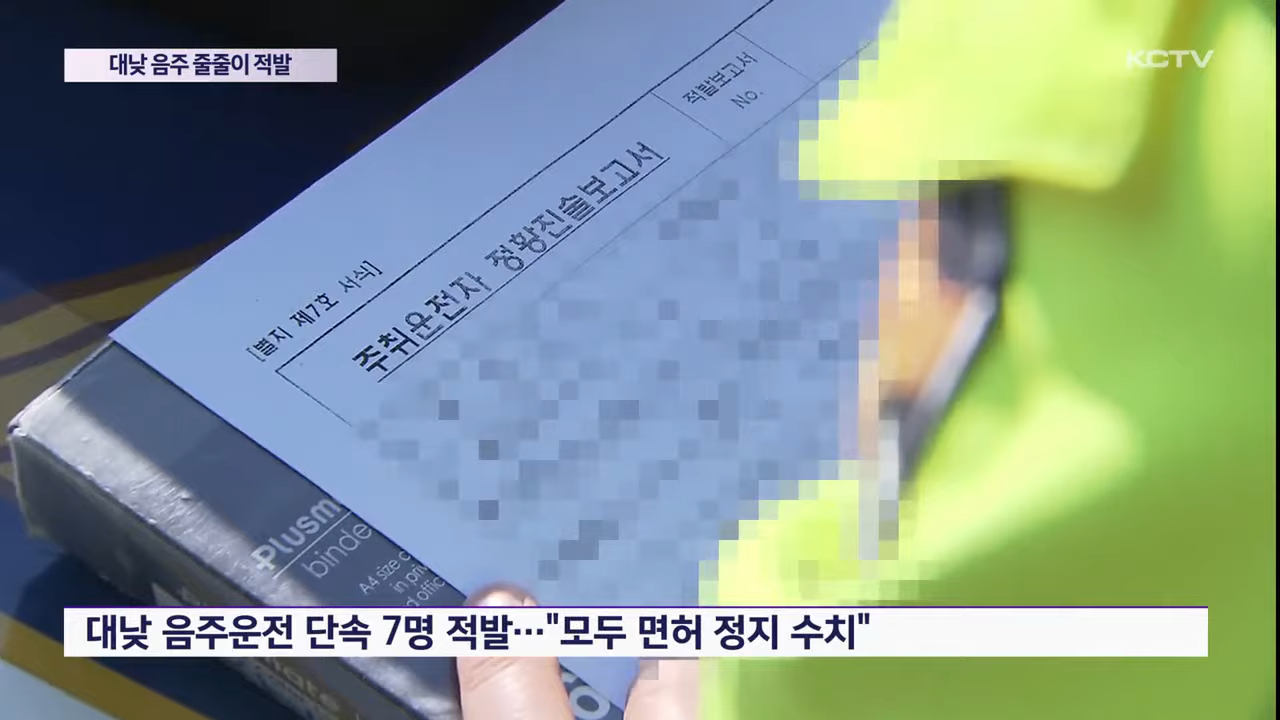 대낮 음주 줄줄이 적발
KCTV
적발보고서
No.
[별지 제7호 서식]
주취운전자 정황진술보고서
Plusm
binde
A4 size c
in priv
d offic
대낮 음주운전 단속 7명 적발…"모두 면허 정지 수치"